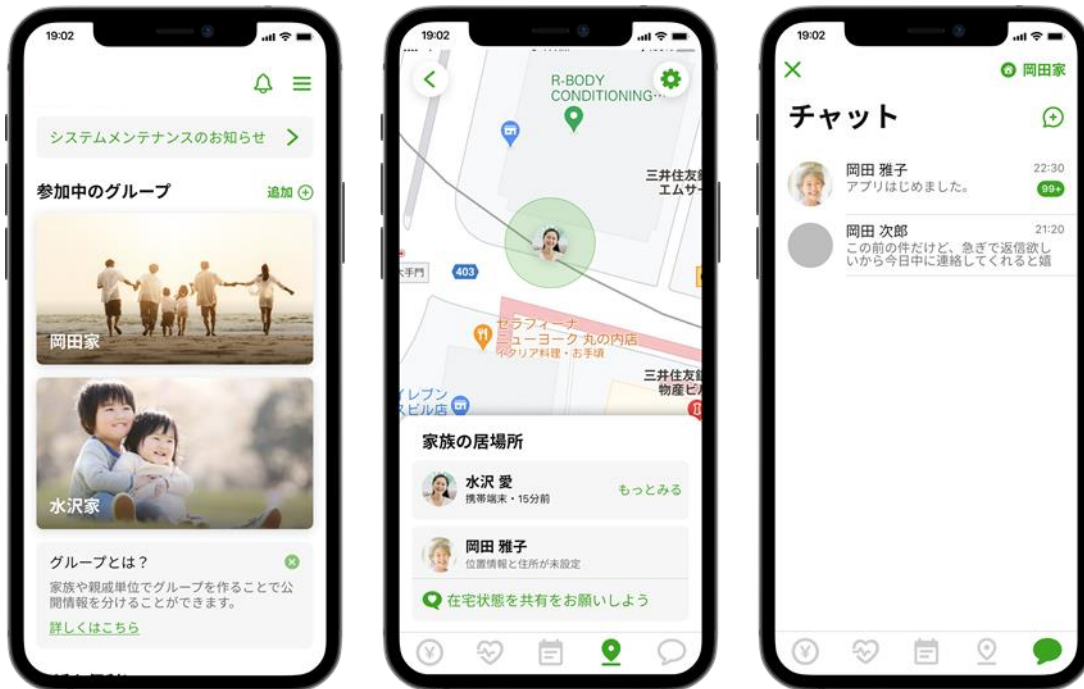 19:02
システムメンテナンスのお知らせ
参加中のグループ
追加
岡田家
水沢家
グループとは？
家族や親戚単位でグループを作ることで公
開情報を分けることができます。
詳しくはこちら
19:02
R-BODY
CONDITIONING…
三井住友
エムサ
大手門
403
セラフィーナ
ニューヨーク 丸の内店
イタリア料理・お手頃
三井住友
物産ビ
イレブン
スビル店
家族の居場所
水沢 愛
携帯端末・15分前
もっとみる
岡田 雅子
位置情報と住所が未設定
在宅状態を共有をお願いしよう
19:02
岡田家
チャット
岡田 雅子
22:30
アプリはじめました。
99+
岡田 次郎
21:20
この前の件だけど、急ぎで返信欲し
いから今日中に連絡してくれると嬉